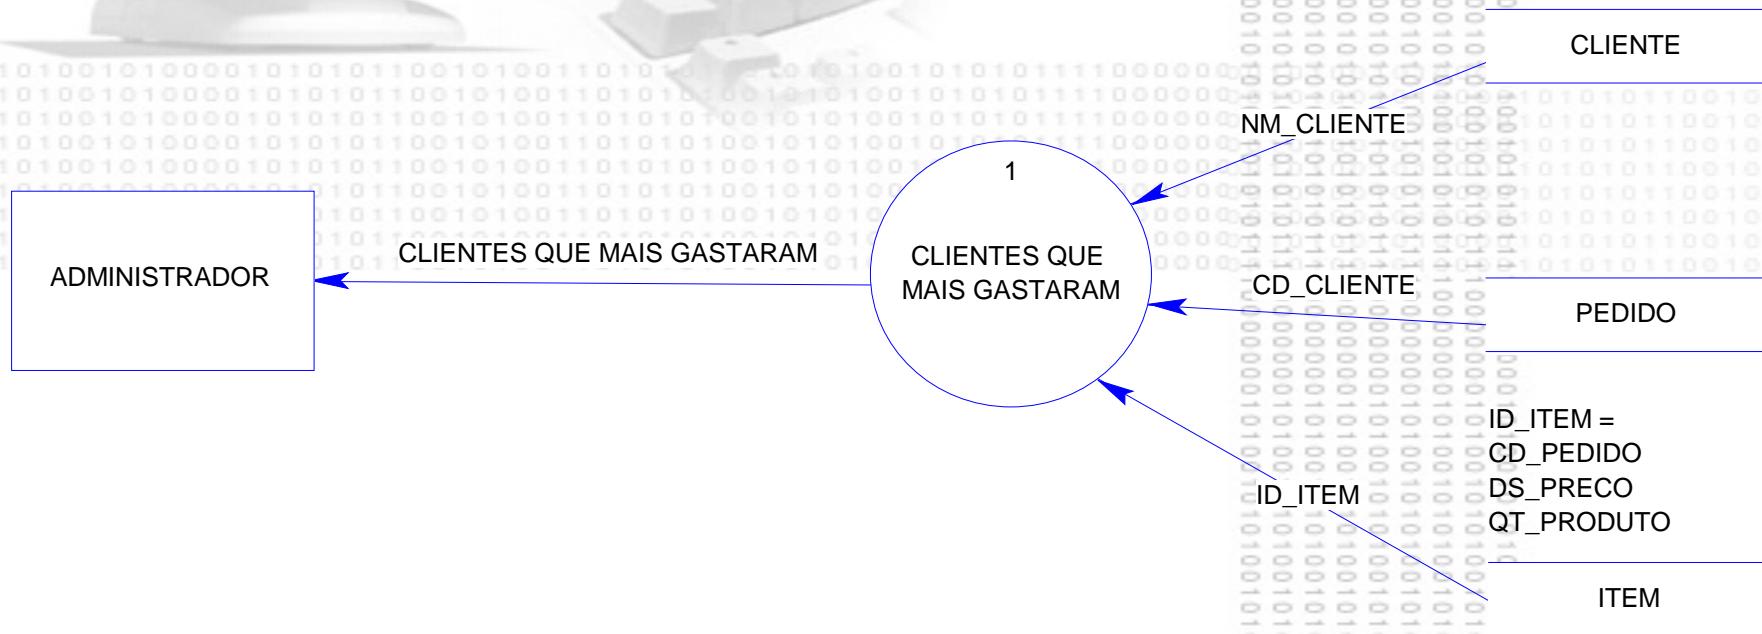 CLIENTE
NM_CLIENTE
1
CLIENTES QUE MAIS GASTARAM
CLIENTES QUE
MAIS GASTARAM
ADMINISTRADOR
CD_CLIENTE
PEDIDO
ID_ITEM =
CD_PEDIDO
DS_PRECO
QT_PRODUTO
ID_ITEM
ITEM